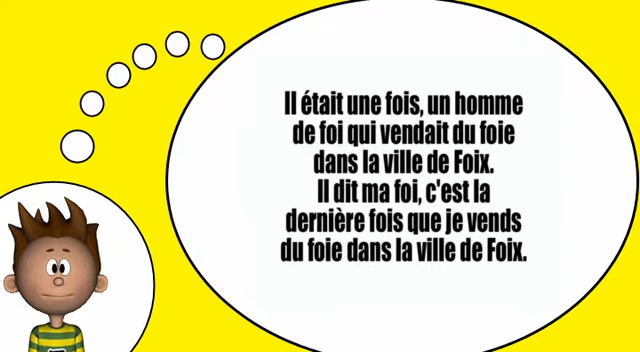 Il était une fois, un homme
de foi qui vendait du foie
dans la ville de Foix.
Il dit ma foi, c'est la
dernière fois que je vends
du foie dans la ville de Foix.